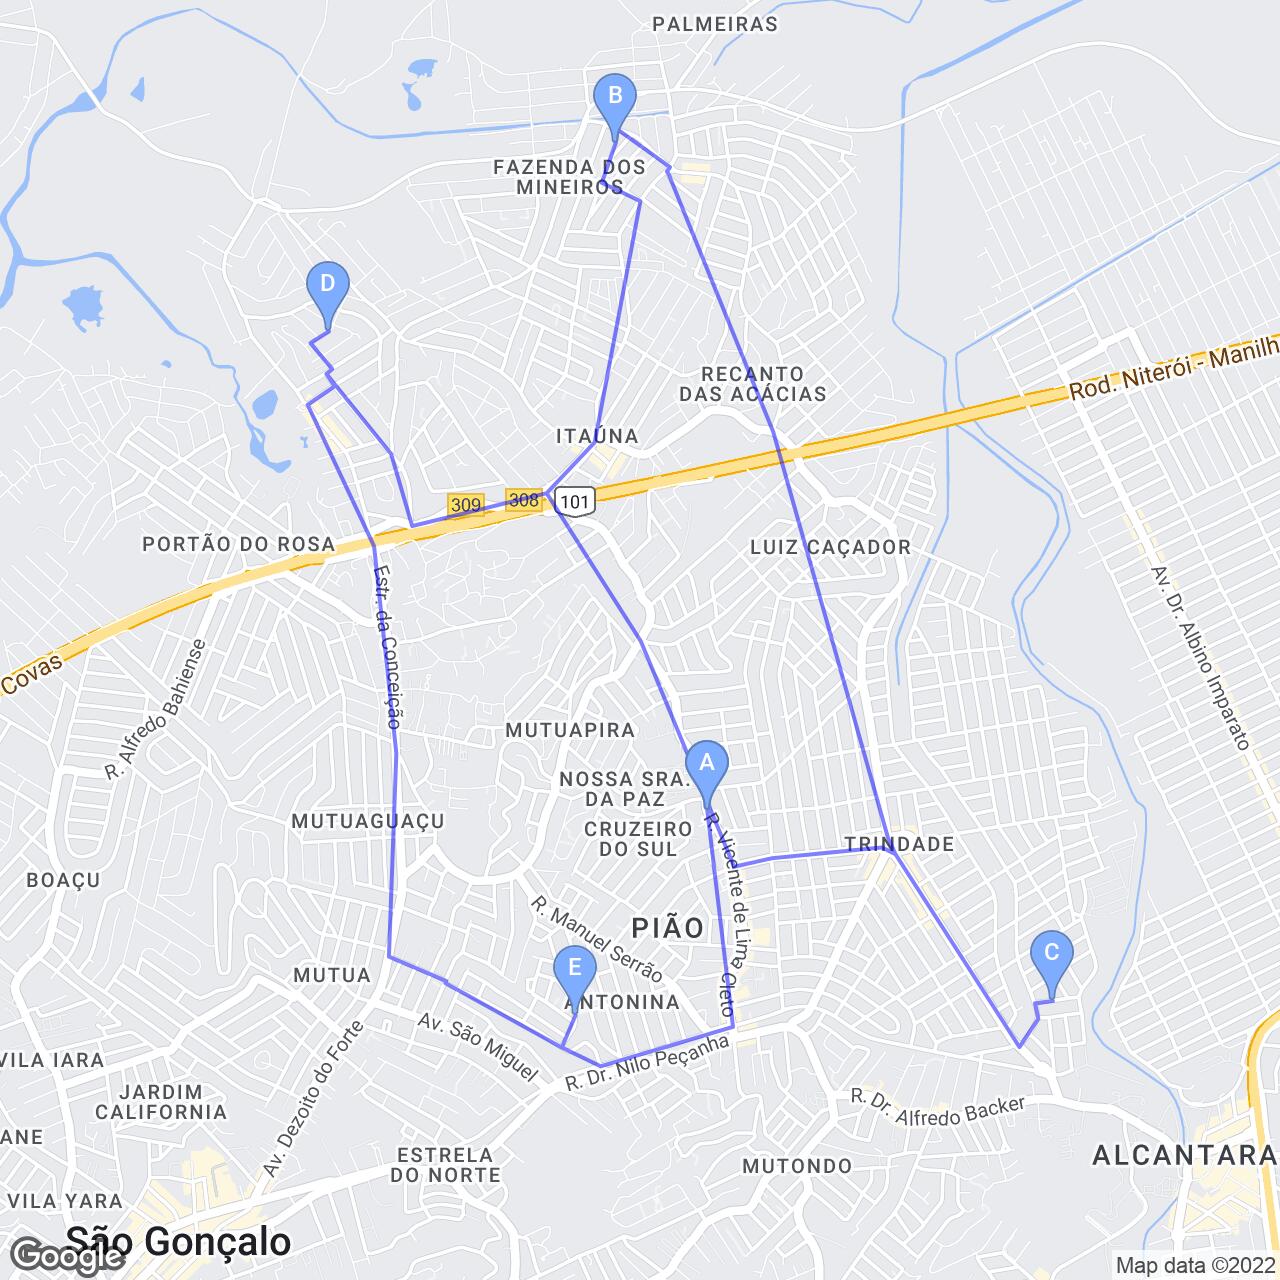 PALMEIRAS
B
FAZENDA DOS
MINEIROS
D
Rod. Niterói - Manilh
RECANTO
DAS ACÁCIAS
ITAÚNA
309
308
101
PORTÃO DO ROSA
LUIZ CAÇADOR
Estr. da Conceição
Av. Dr. Albino Imparato
Covas
R. Alfredo Bahiense
MUTUAPIRA
A
NOSSA SRA.
DA PAZ
MUTUAGUAÇU
CRUZEIRO
DO SUL
R. Vicente de Lima Cleto
TRINDADE
BOAÇU
R. Manuel Serrão
PIÃO
C
MUTUA
E
ANTONINA
Av. São Miguel
R. Dr. Nilo Peçanha
VILA IARA
Av. Dezoito do Forte
JARDIM
CALIFORNIA
R. Dr. Alfredo Backer
ANE
ESTRELA
DO NORTE
MUTONDO
ALCANTARA
VILA YARA
São Gonçalo
Google
Map data ©2022